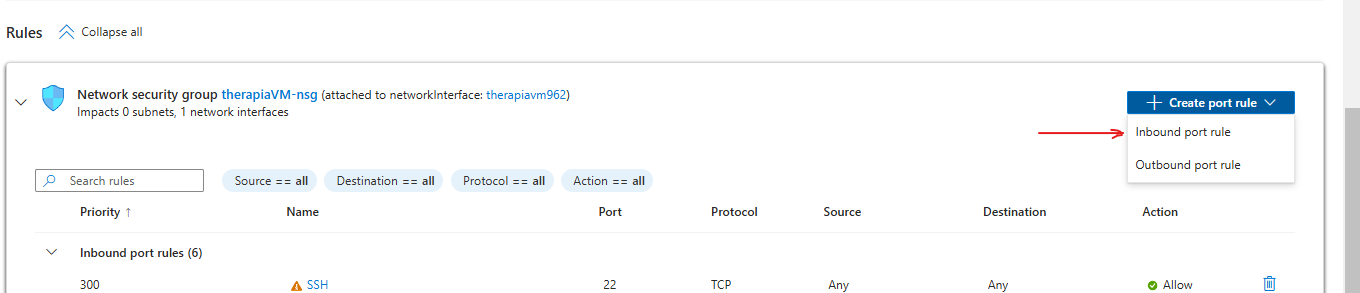 Rules Collapse all
Network security group therapiaVM-nsg (attached to networkInterface: therapiavm962)
Impacts 0 subnets, 1 network interfaces
+ Create port rule
Inbound port rule
Outbound port rule
Search rules Source == all Destination == all Protocol == all Action == all
Priority ↑ Name Port Protocol Source Destination Action
Inbound port rules (6)
300 SSH 22 TCP Any Any Allow